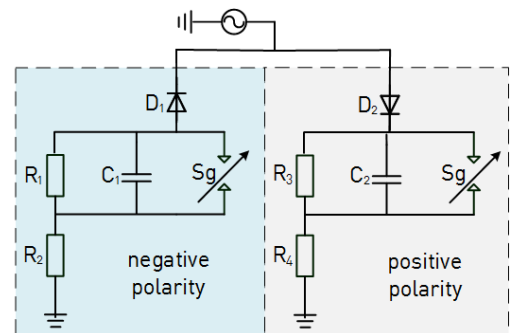 D₁
D₂
R₁
C₁
Sg
R₃
C₂
Sg
R₂
negative
polarity
R₄
positive
polarity